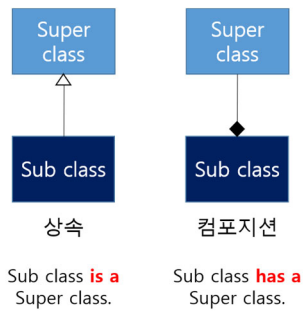 Super
class
Super
class
Sub class
Sub class
상속
컴포지션
Sub class is a
Super class.
Sub class has a
Super class.